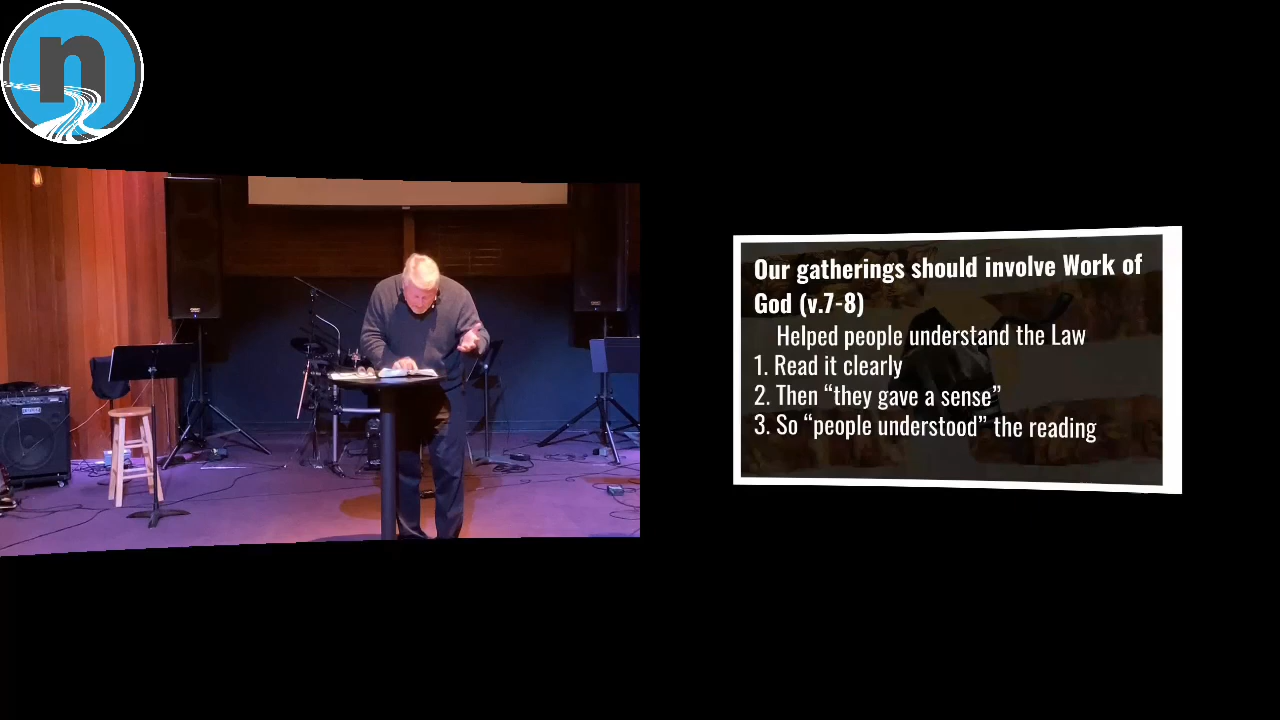 n
Our gatherings should involve Work of
God (v.7-8)
Helped people understand the Law
1. Read it clearly
2. Then “they gave a sense”
3. So “people understood” the reading